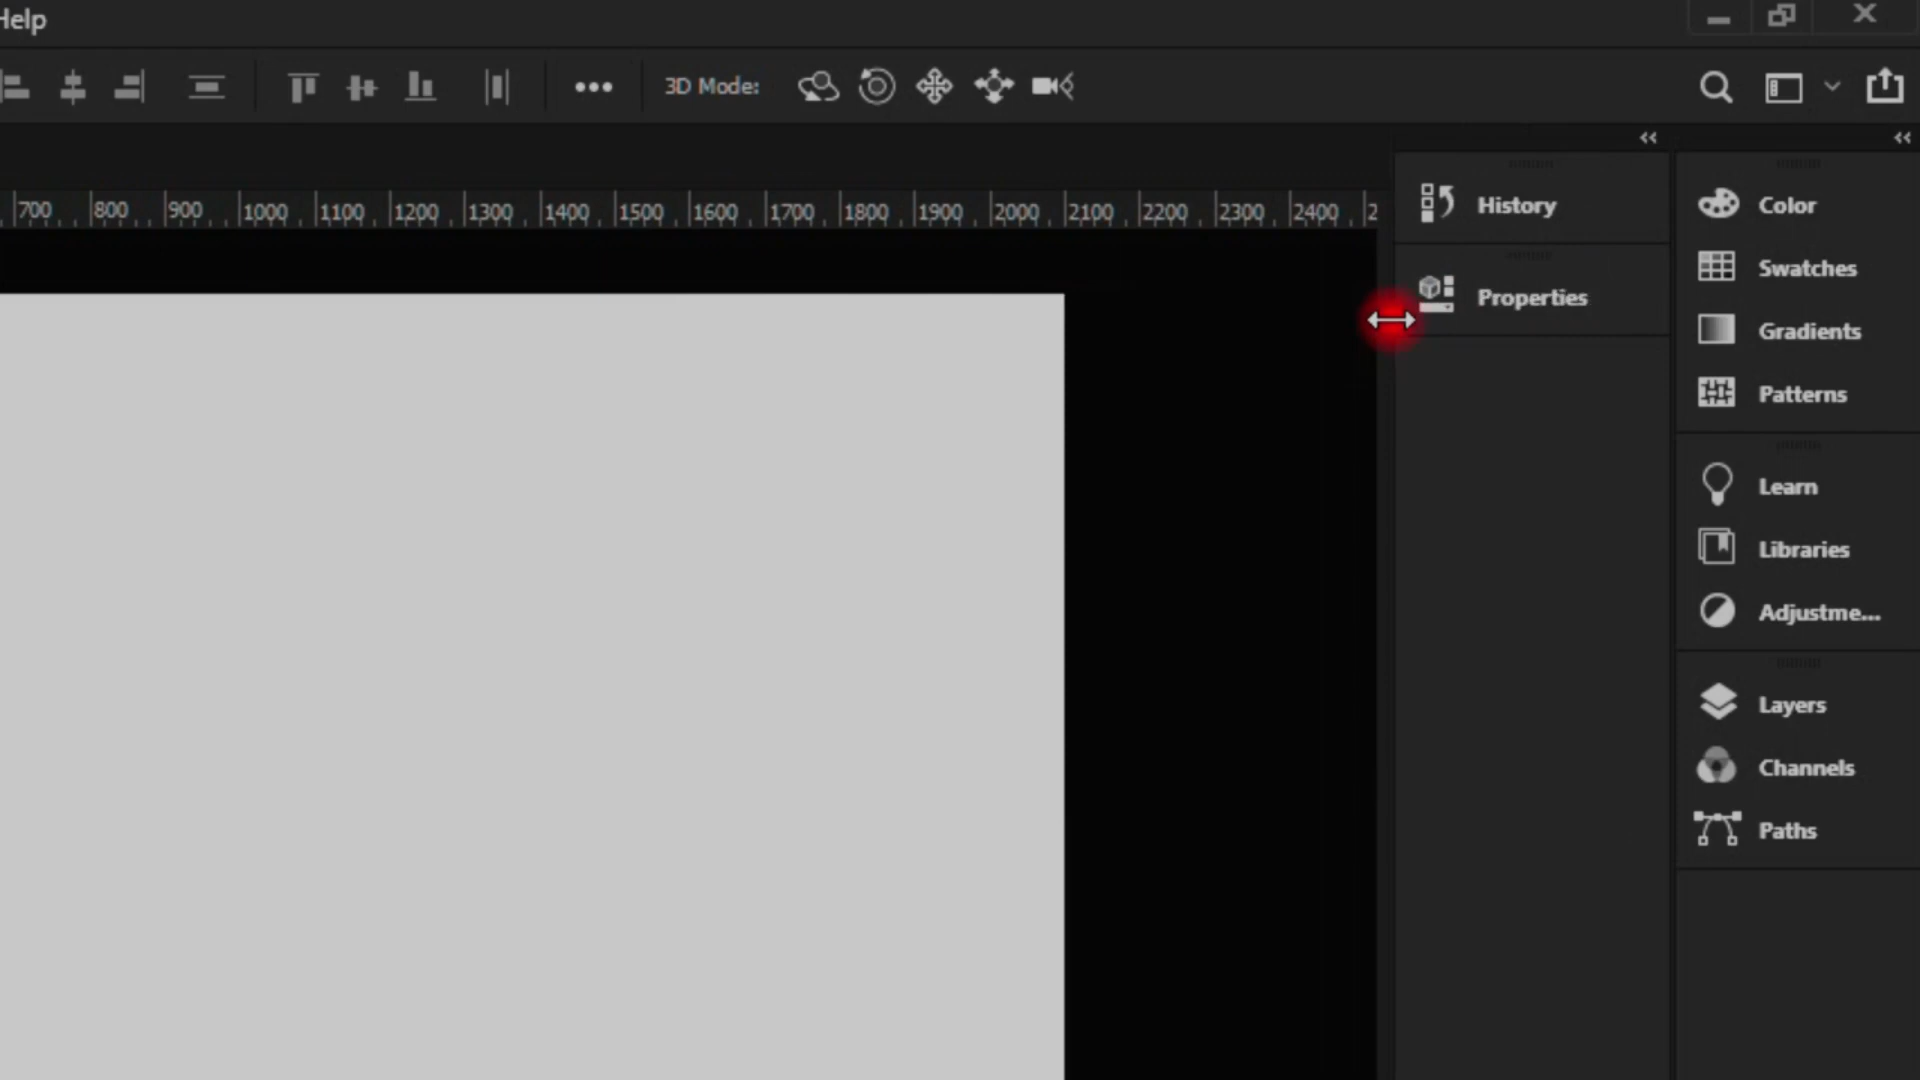 Help
3D Mode:
700 800 900 1000 1100 1200 1300 1400 1500 1600 1700 1800 1900 2000 2100 2200 2300 2400 2
History
Properties
Color
Swatches
Gradients
Patterns
Learn
Libraries
Adjustme...
Layers
Channels
Paths